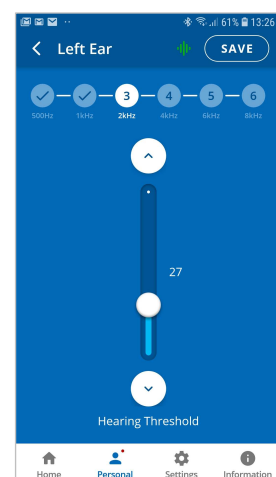 61% 13:26
Left Ear SAVE
3 4 5 6
500Hz 1kHz 2kHz 4kHz 6kHz 8kHz
27
Hearing Threshold
Home Personal Settings Information